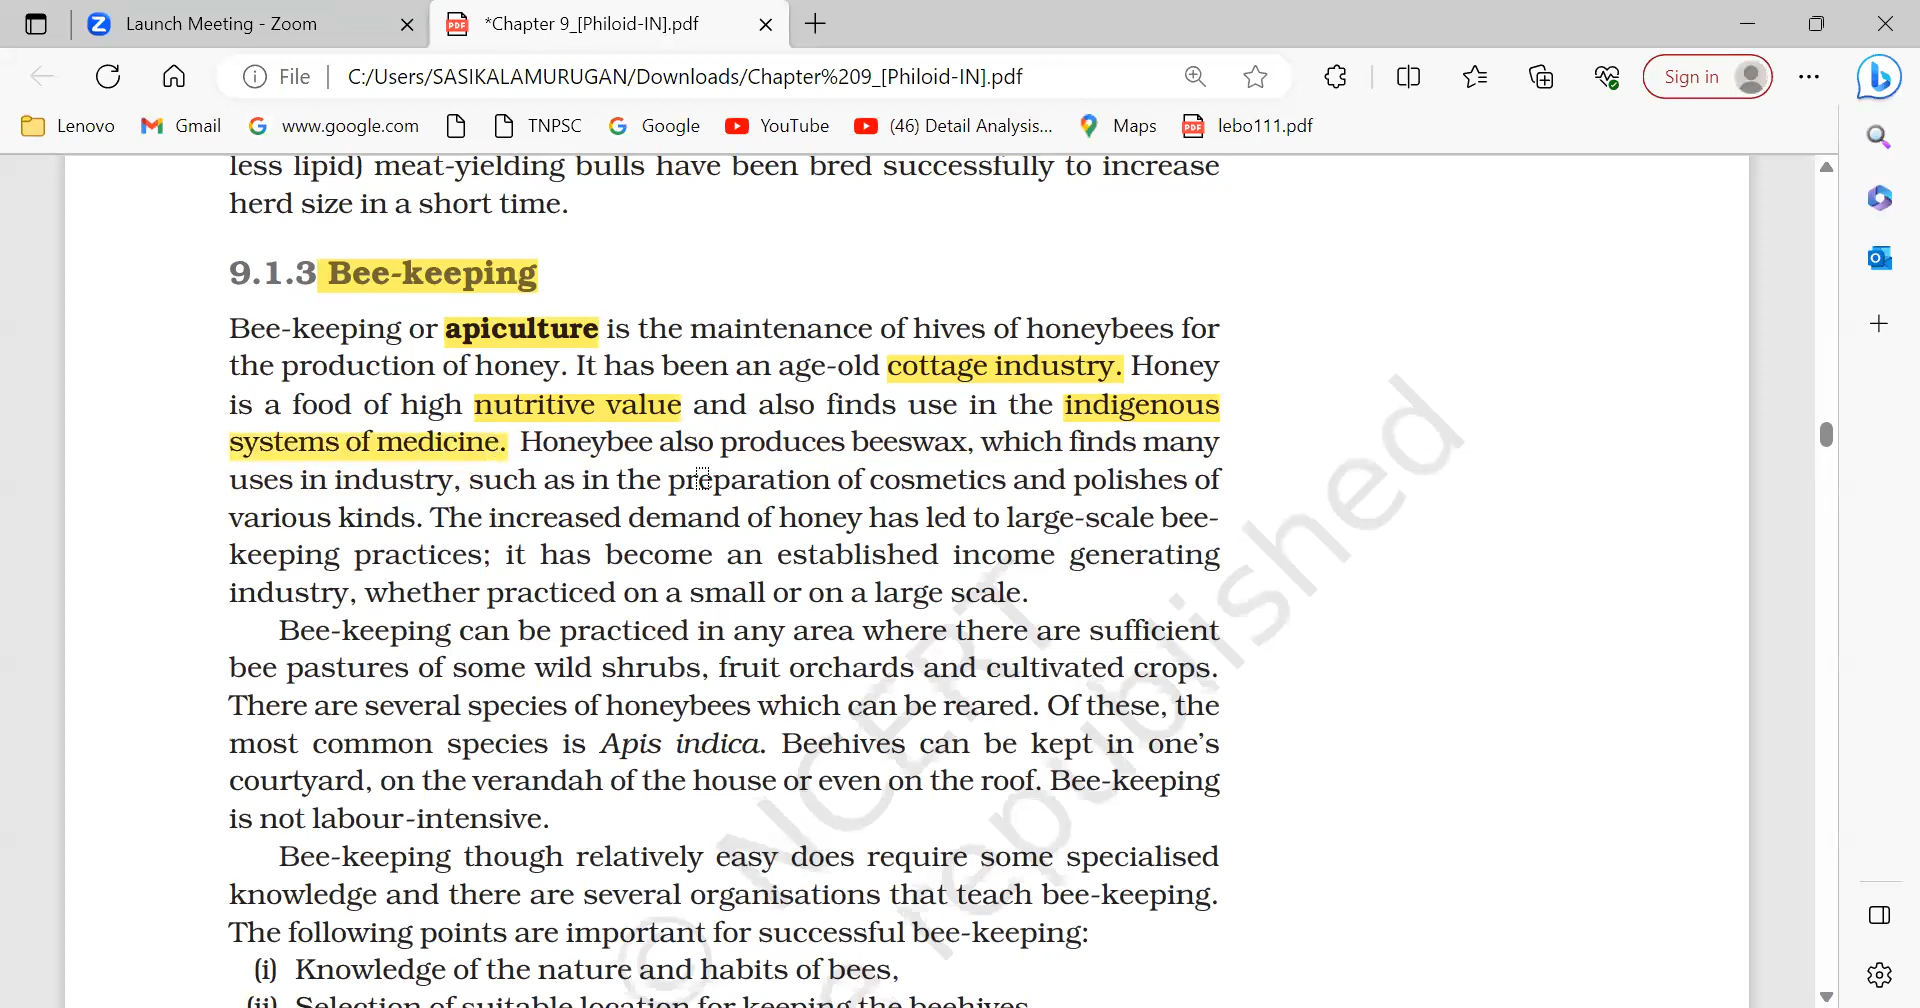 Launch Meeting - Zoom
*Chapter 9_[Philoid-IN].pdf
File
C:/Users/SASIKALAMURUGAN/Downloads/Chapter%209_[Philoid-IN].pdf
Sign in
Lenovo
Gmail
www.google.com
TNPSC
Google
YouTube
(46) Detail Analysis...
Maps
lebo111.pdf
less lipid) meat-yielding bulls have been bred successfully to increase
herd size in a short time.
9.1.3 Bee-keeping
Bee-keeping or apiculture is the maintenance of hives of honeybees for
the production of honey. It has been an age-old cottage industry. Honey
is a food of high nutritive value and also finds use in the indigenous
systems of medicine. Honeybee also produces beeswax, which finds many
uses in industry, such as in the preparation of cosmetics and polishes of
various kinds. The increased demand of honey has led to large-scale bee-
keeping practices; it has become an established income generating
industry, whether practiced on a small or on a large scale.
Bee-keeping can be practiced in any area where there are sufficient
bee pastures of some wild shrubs, fruit orchards and cultivated crops.
There are several species of honeybees which can be reared. Of these, the
most common species is Apis indica. Beehives can be kept in one's
courtyard, on the verandah of the house or even on the roof. Bee-keeping
is not labour-intensive.
Bee-keeping though relatively easy does require some specialised
knowledge and there are several organisations that teach bee-keeping.
The following points are important for successful bee-keeping:
(i) Knowledge of the nature and habits of bees,
(ii) Selection of suitable location for keeping the beehives,
© NCERT
republished